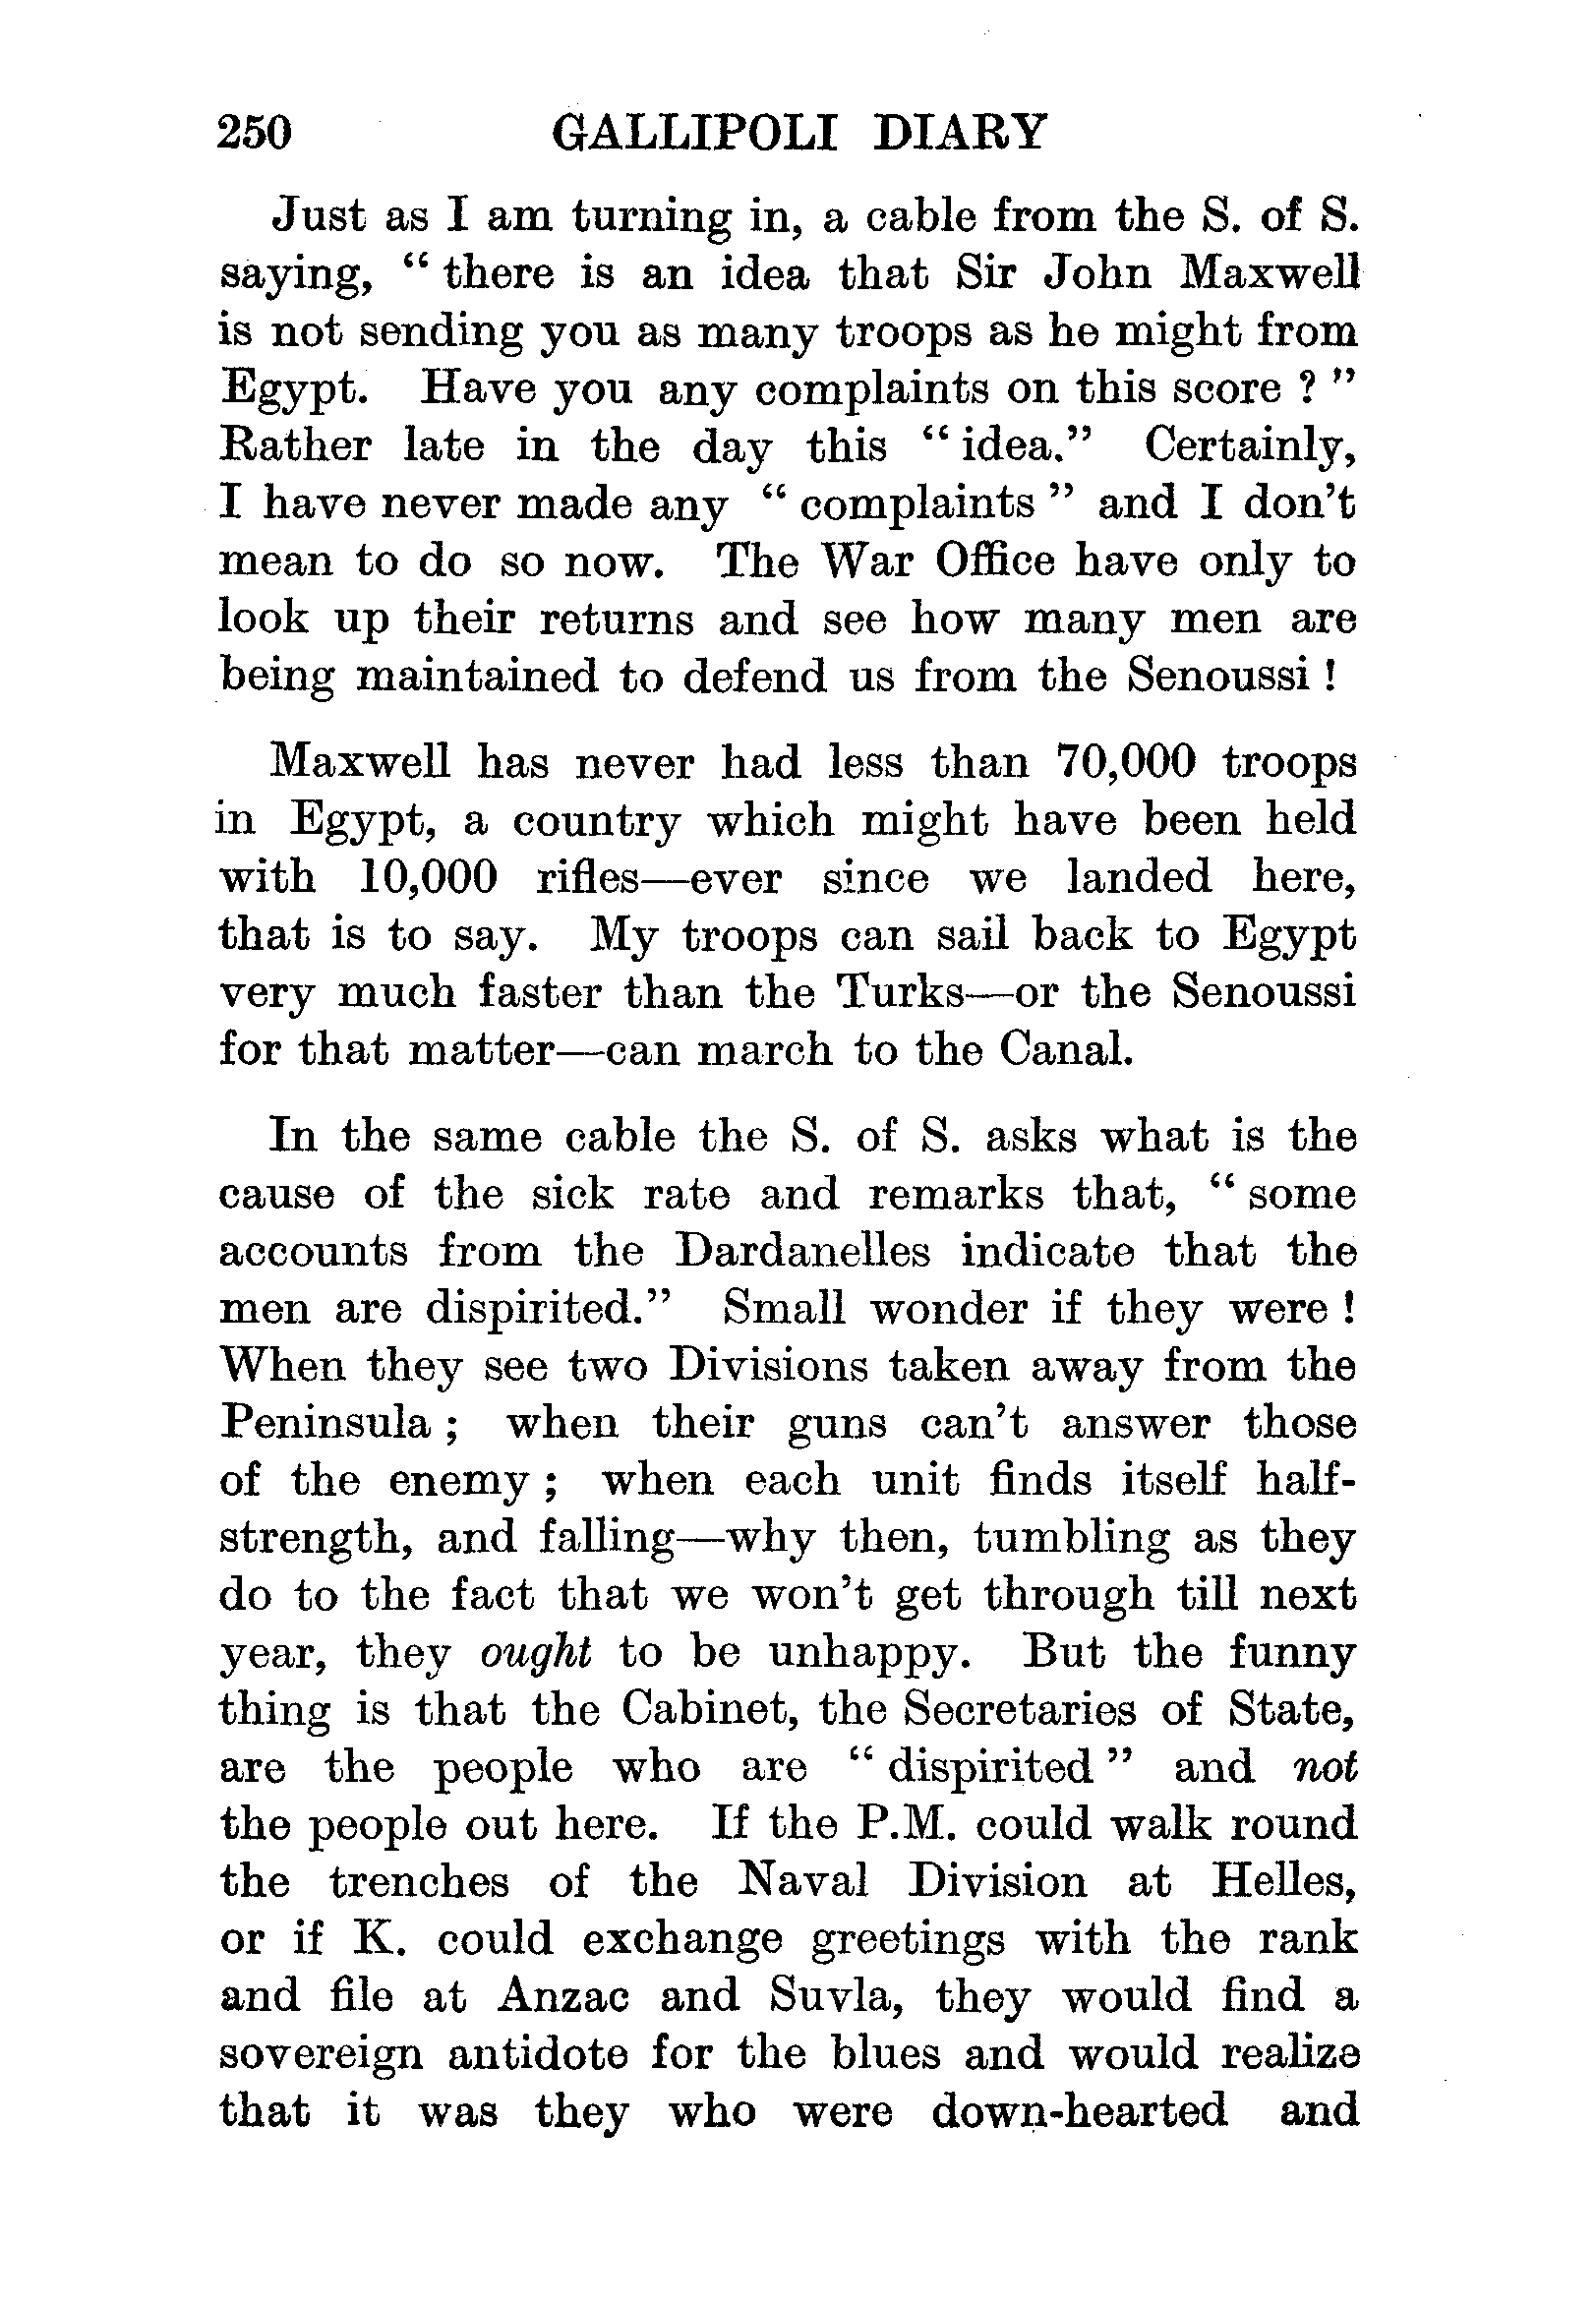 250 GALLIPOLI DIARY
Just as I am turning in, a cable from the S. of S.
saying, “ there is an idea that Sir John Maxwell
is not sending you as many troops as he might from
Egypt. Have you any complaints on this score ? ”
Rather late in the day this “ idea.” Certainly,
I have never made any “ complaints ” and I don’t
mean to do so now. The War Office have only to
look up their returns and see how many men are
being maintained to defend us from the Senoussi !
Maxwell has never had less than 70,000 troops
in Egypt, a country which might have been held
with 10,000 rifles—ever since we landed here,
that is to say. My troops can sail back to Egypt
very much faster than the Turks—or the Senoussi
for that matter—can march to the Canal.
In the same cable the S. of S. asks what is the
cause of the sick rate and remarks that, “ some
accounts from the Dardanelles indicate that the
men are dispirited.” Small wonder if they were !
When they see two Divisions taken away from the
Peninsula ; when their guns can’t answer those
of the enemy ; when each unit finds itself half-
strength, and falling—why then, tumbling as they
do to the fact that we won’t get through till next
year, they ought to be unhappy. But the funny
thing is that the Cabinet, the Secretaries of State,
are the people who are “ dispirited ” and not
the people out here. If the P.M. could walk round
the trenches of the Naval Division at Helles,
or if K. could exchange greetings with the rank
and file at Anzac and Suvla, they would find a
sovereign antidote for the blues and would realize
that it was they who were down-hearted and